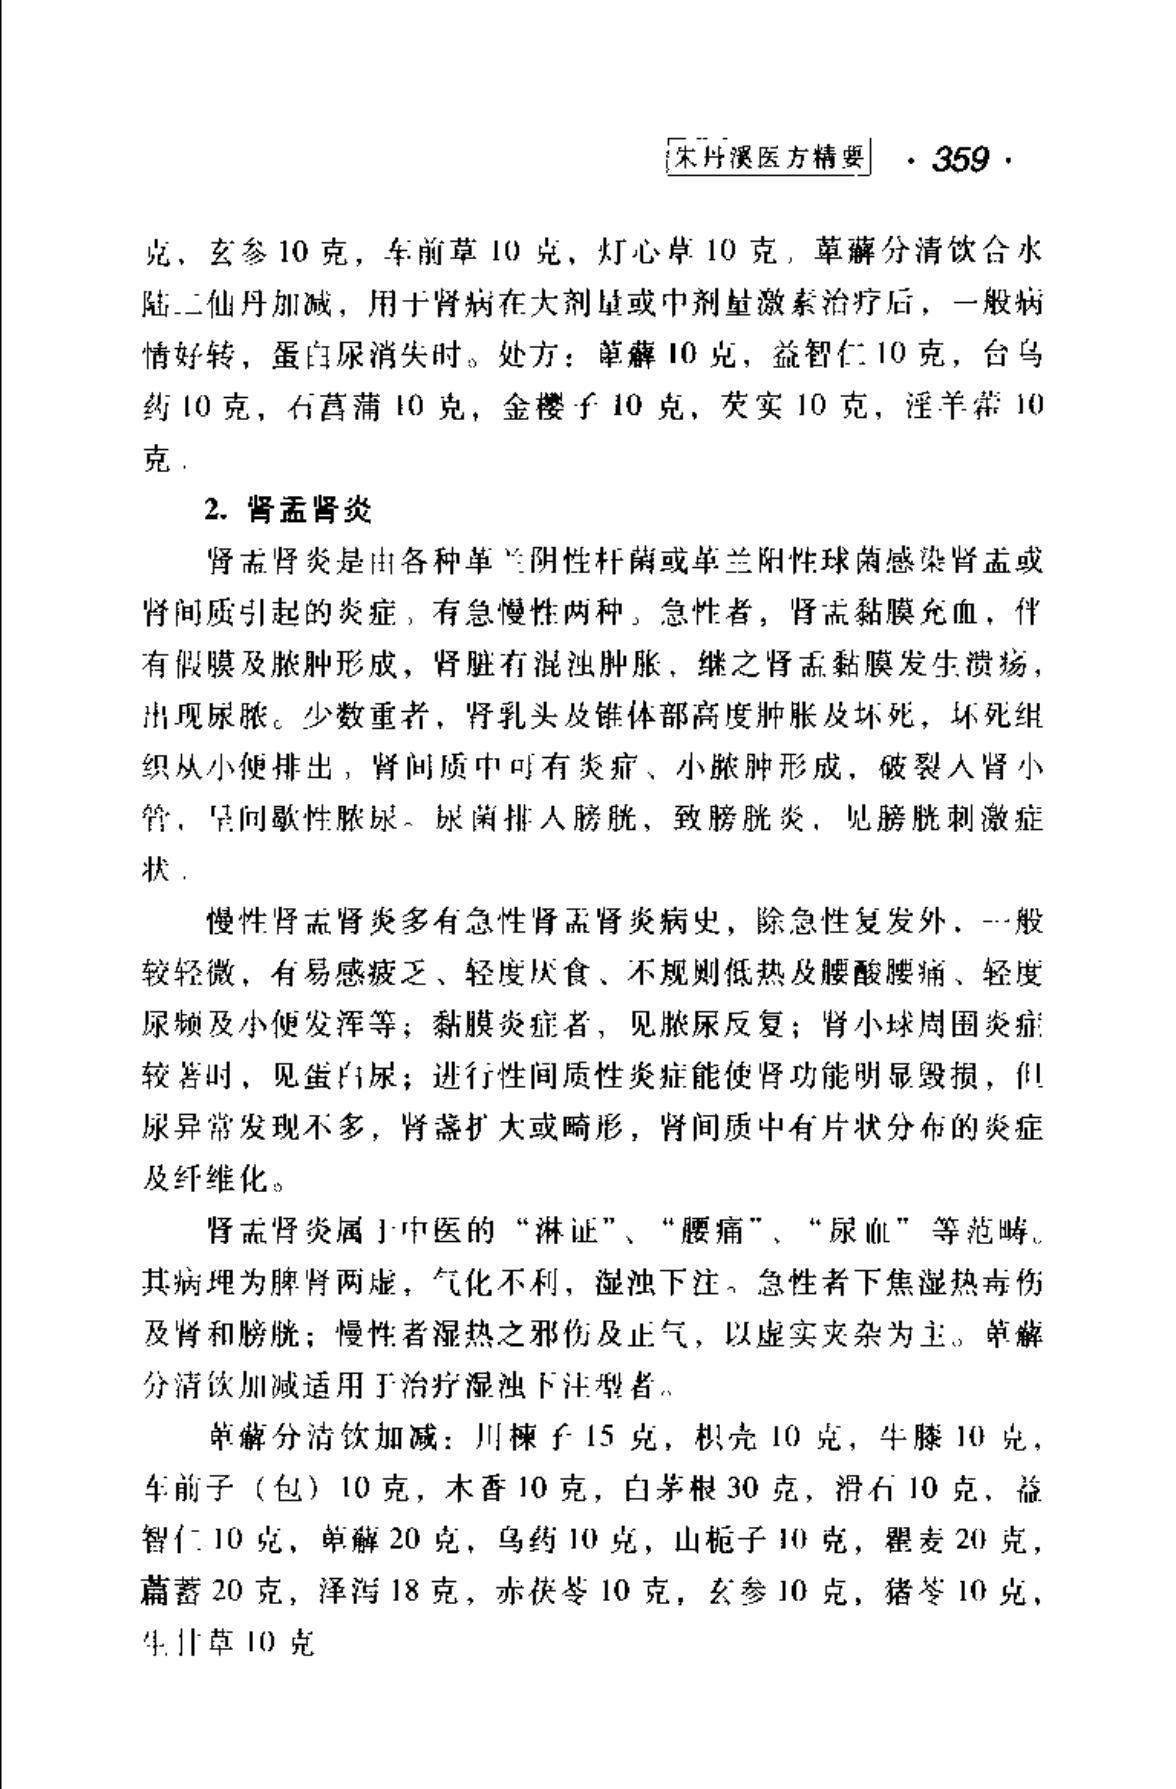 朱丹溪医方精要 · 359 ·
克、玄参 10 克，车前草 10 克，灯心草 10 克。萆薢分清饮合水
陆二仙丹加减，用于肾病在大剂量或中剂量激素治疗后，一般病
情好转，蛋白尿消失时。处方：萆薢 10 克，益智仁 10 克，台乌
药 10 克，石菖蒲 10 克，金樱子 10 克，芡实 10 克，淫羊藿 10
克.
2. 肾盂肾炎
肾盂肾炎是由各种革兰阴性杆菌或革兰阳性球菌感染肾盂或
肾间质引起的炎症。有急慢性两种。急性者，肾盂黏膜充血，伴
有假膜及脓肿形成，肾脏有混浊肿胀，继之肾盂黏膜发生溃疡，
出现尿脓。少数重者，肾乳头及锥体部高度肿胀及坏死，坏死组
织从小便排出。肾间质中可有炎症、小脓肿形成，破裂入肾小
管，呈间歇性脓尿。尿菌排入膀胱，致膀胱炎，见膀胱刺激症
状.
慢性肾盂肾炎多有急性肾盂肾炎病史，除急性复发外，一般
较轻微，有易感疲乏、轻度厌食、不规则低热及腰酸腰痛、轻度
尿频及小便发浑等；黏膜炎症者，见脓尿反复；肾小球周围炎症
较著时，见蛋白尿；进行性间质性炎症能使肾功能明显毁损，但
尿异常发现不多，肾盏扩大或畸形，肾间质中有片状分布的炎症
及纤维化。
肾盂肾炎属于中医的“淋证”、“腰痛”、“尿血”等范畴。
其病理为脾肾两虚，气化不利，湿浊下注。急性者下焦湿热毒伤
及肾和膀胱；慢性者湿热之邪伤及正气，以虚实夹杂为主。萆薢
分清饮加减适用于治疗湿浊下注型者。
萆薢分清饮加减：川楝子 15 克，枳壳 10 克，牛膝 10 克，
车前子（包）10 克，木香 10 克，白茅根 30 克，滑石 10 克，益
智仁 10 克，萆薢 20 克，乌药 10 克，山栀子 10 克，瞿麦 20 克，
萹蓄 20 克，泽泻 18 克，赤茯苓 10 克，玄参 10 克，猪苓 10 克，
生甘草 10 克